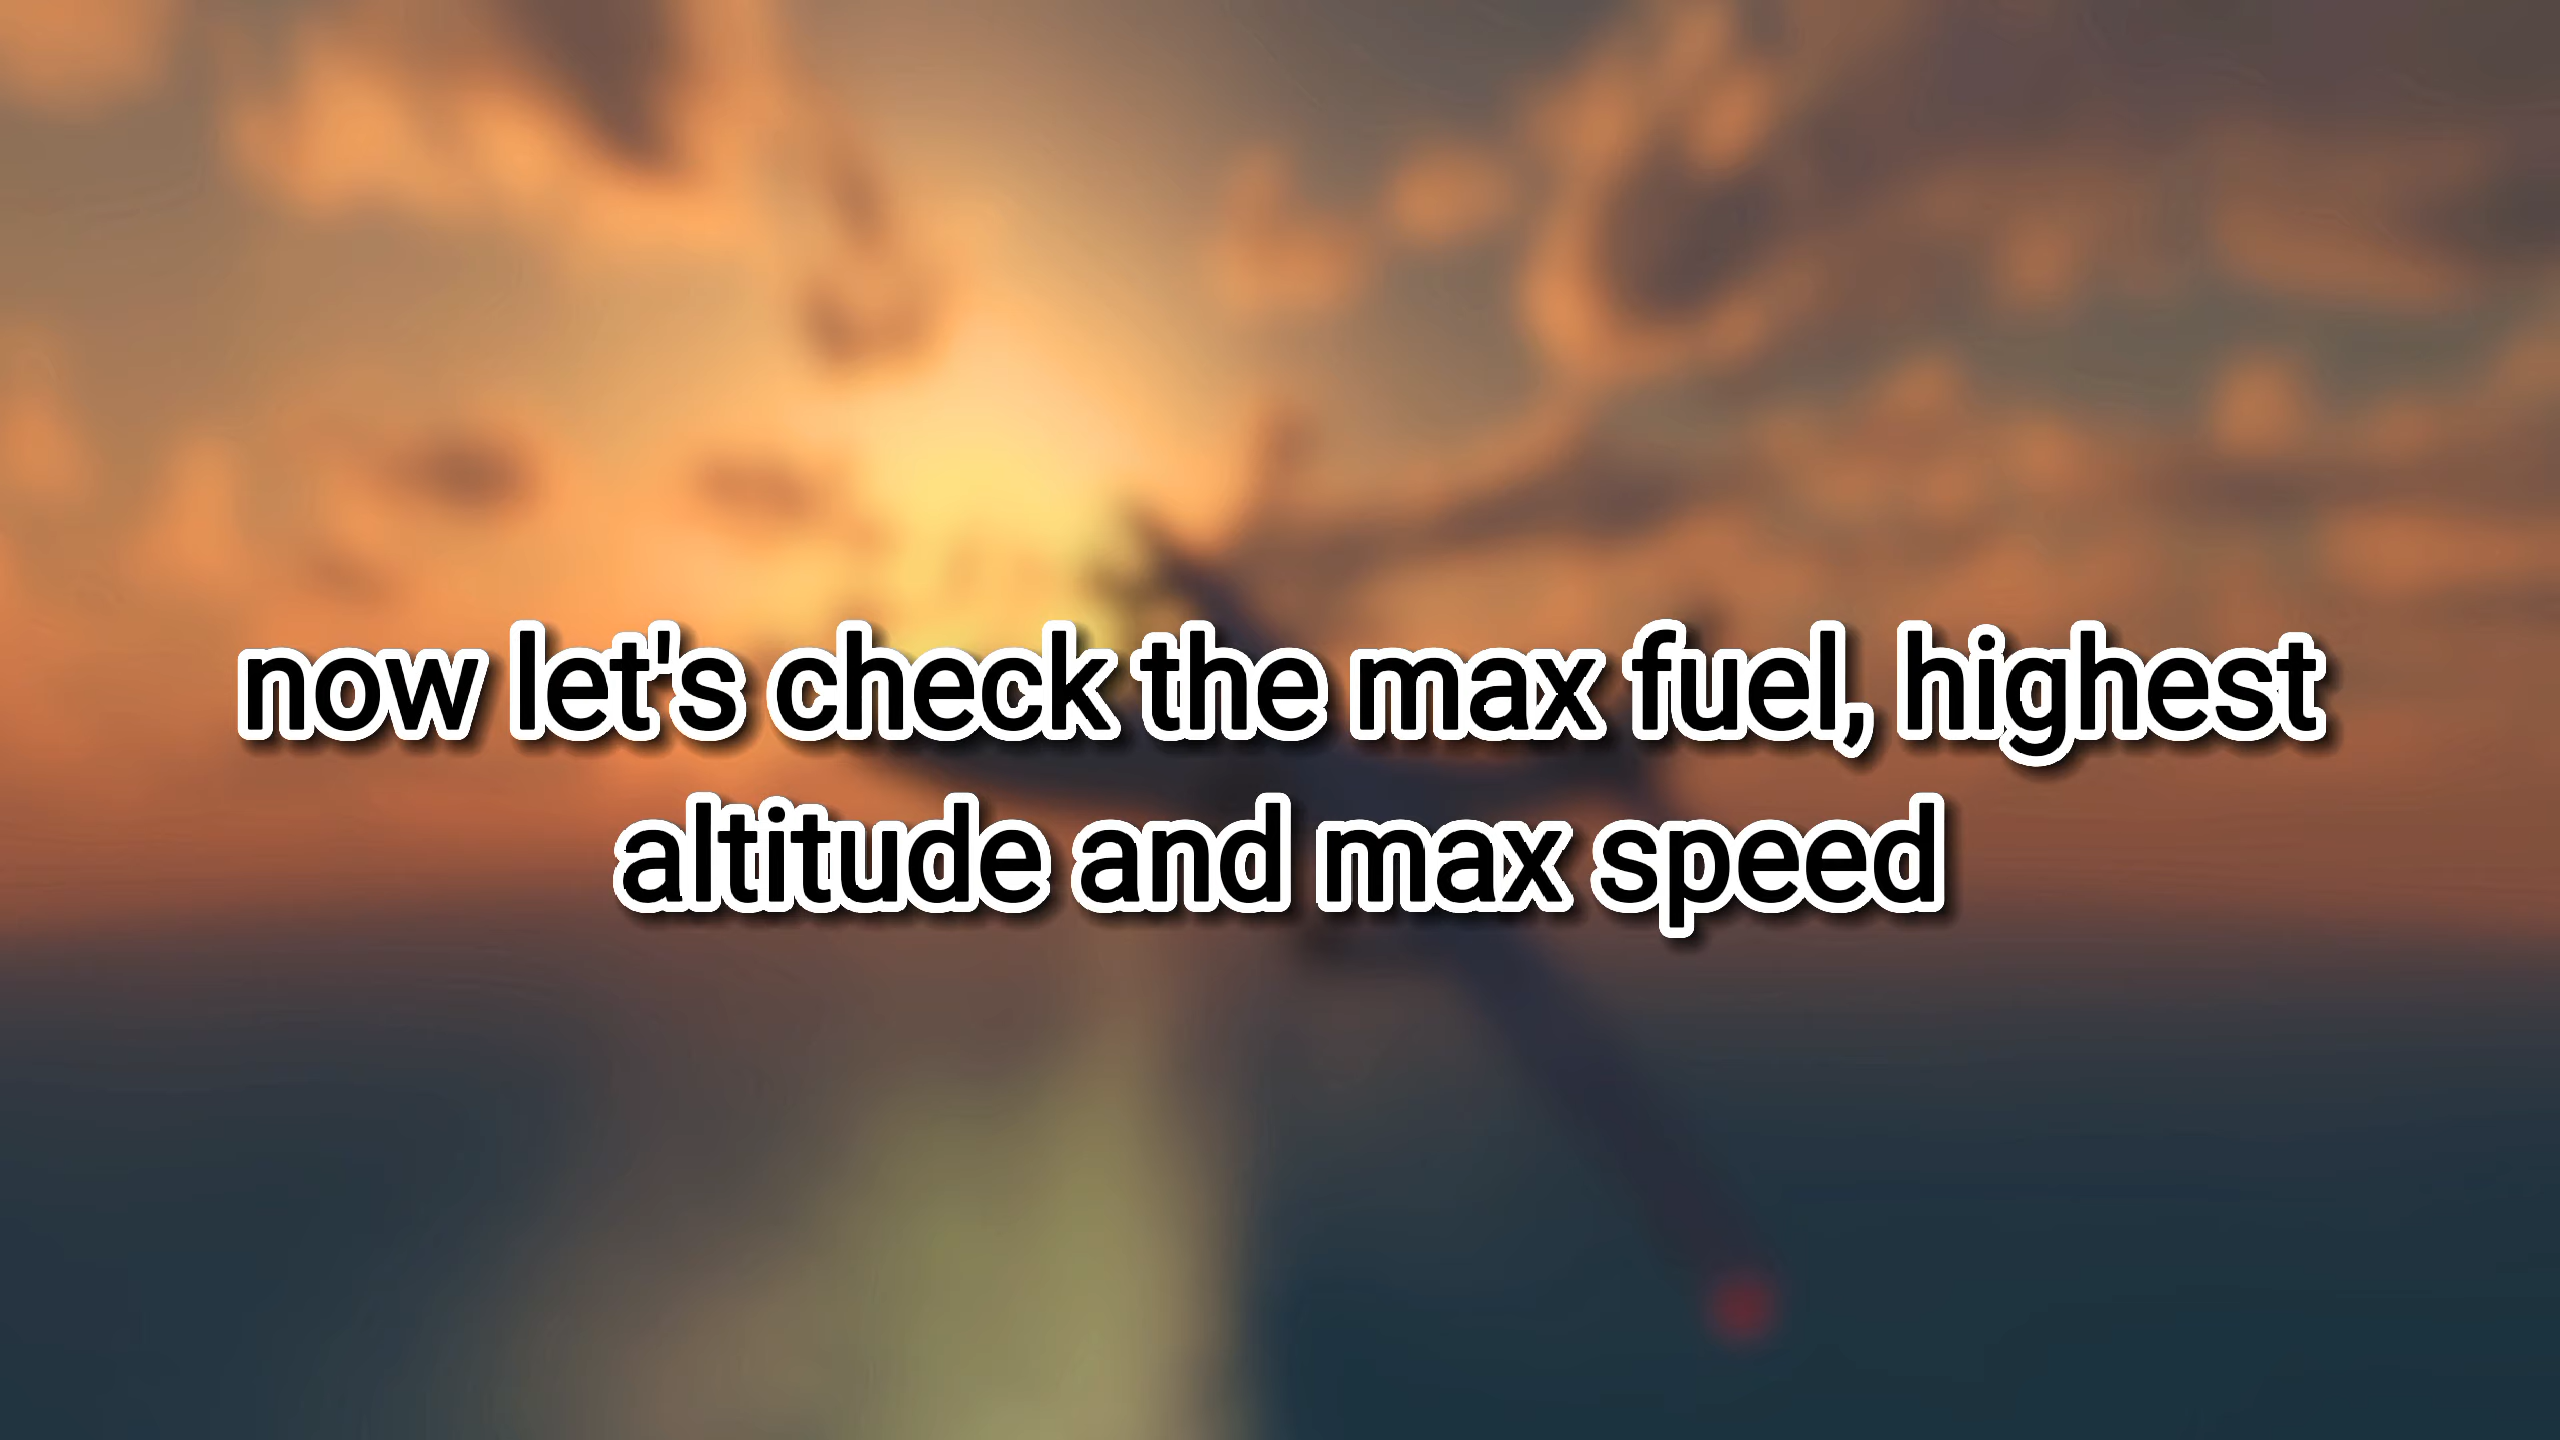 now let's check the max fuel, highest
altitude and max speed